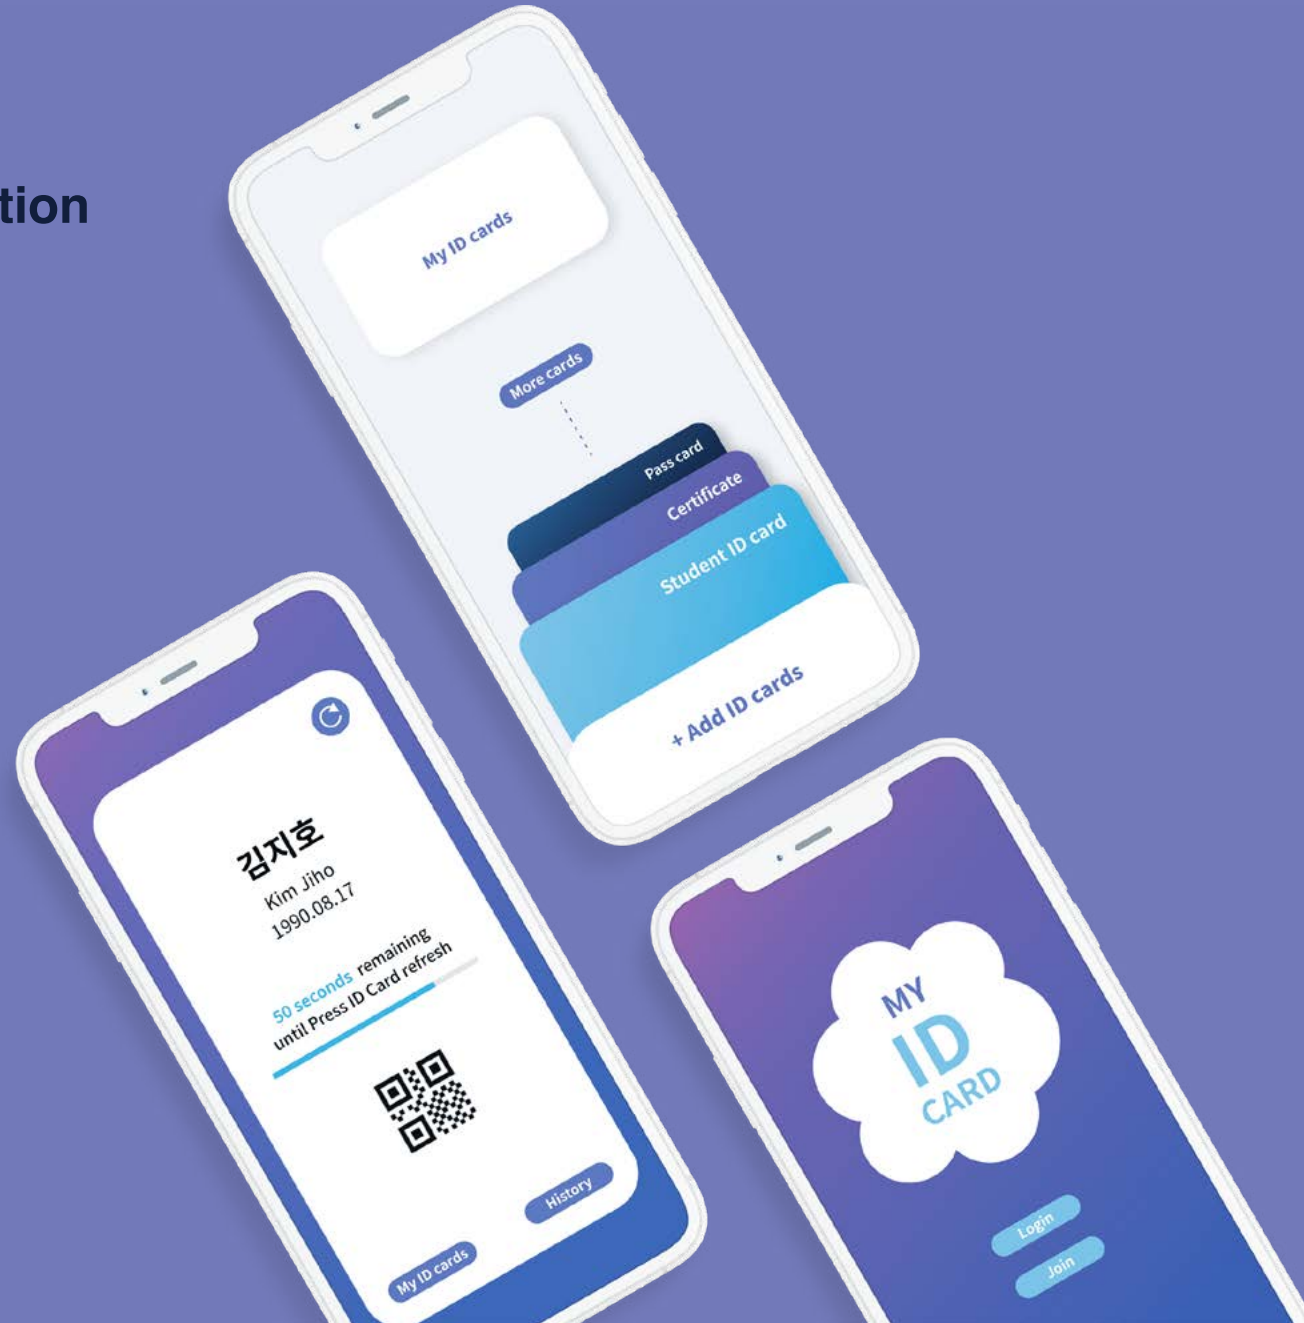 tion
My ID cards
More cards
Pass card
Certificate
Student ID card
+ Add ID cards
김지호
Kim Jiho
1990.08.17
50 seconds remaining
until Press ID Card refresh
History
My ID cards
MY
ID
CARD
Login
Join